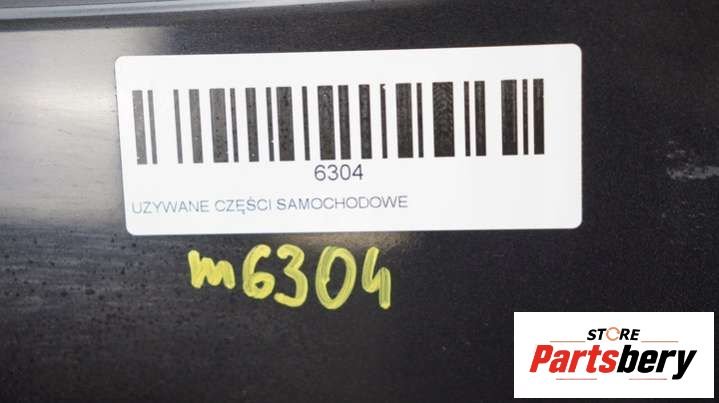 6304
UZYWANE CZĘŚCI SAMOCHODOWE
m6304
STORE
Partsbery